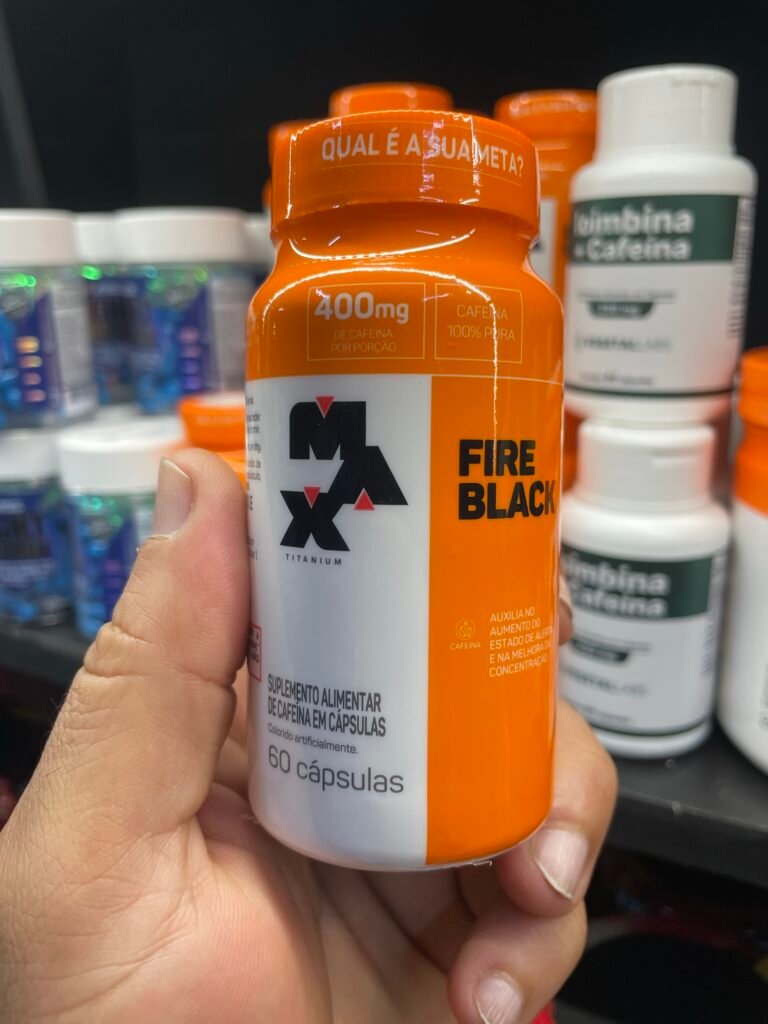 QUAL É A SUA META?
400mg
DE CAFEÍNA
POR PORÇÃO
CAFEÍNA
100% PURA
MAX
TITANIUM
FIRE
BLACK
CAFEÍNA
AUXILIA NO
AUMENTO DO
ESTADO DE ALERTA
E NA MELHORA DA
CONCENTRAÇÃO
SUPLEMENTO ALIMENTAR
DE CAFEÍNA EM CÁPSULAS
Colorido artificialmente.
60 cápsulas
oimbina
+ Cafeína
imbina
Cafeína